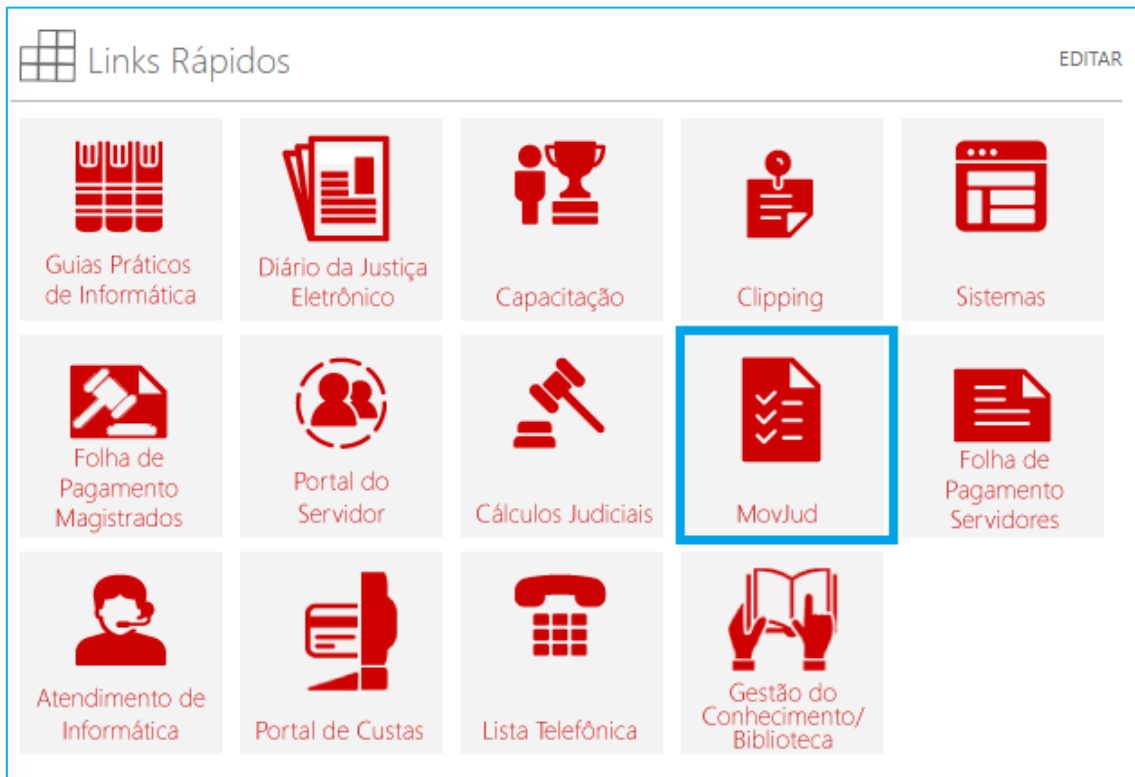 Links Rápidos
EDITAR
Guias Práticos
de Informática
Diário da Justiça
Eletrônico
Capacitação
Clipping
Sistemas
Folha de
Pagamento
Magistrados
Portal do
Servidor
Cálculos Judiciais
MovJud
Folha de
Pagamento
Servidores
Atendimento de
Informática
Portal de Custas
Lista Telefônica
Gestão do
Conhecimento/
Biblioteca